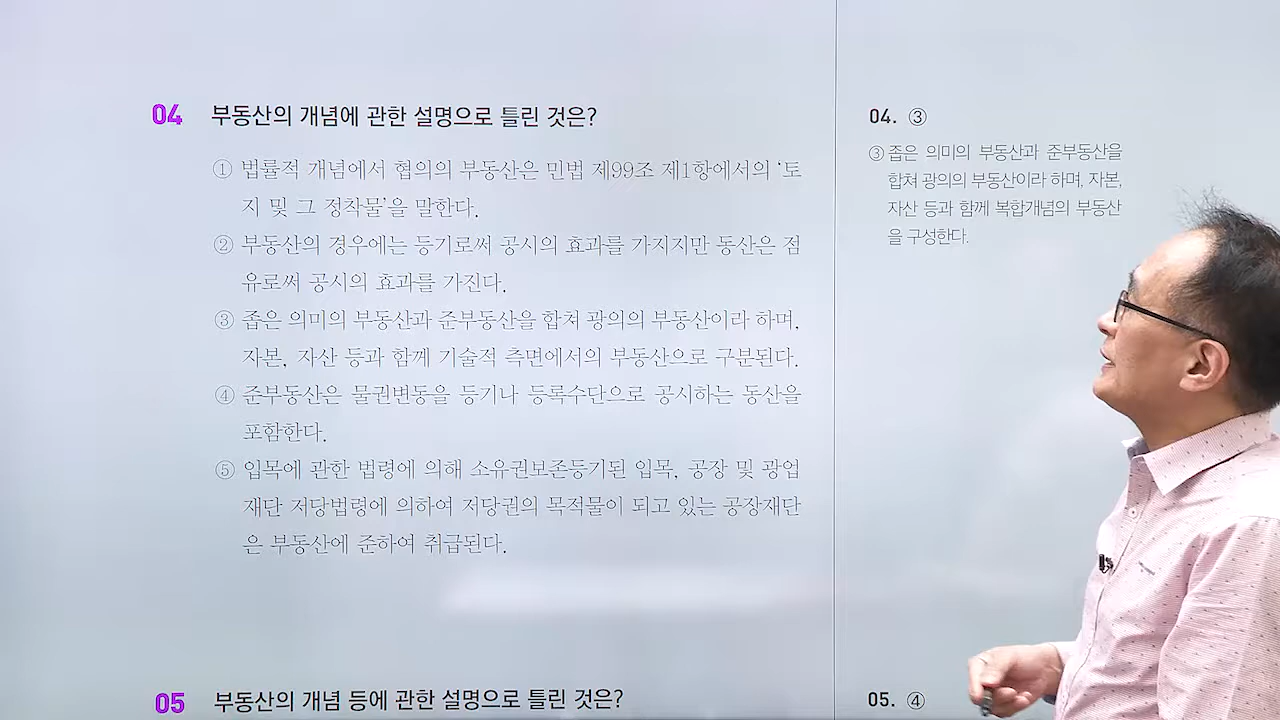 04 부동산의 개념에 관한 설명으로 틀린 것은?
① 법률적 개념에서 협의의 부동산은 민법 제99조 제1항에서의 '토
지 및 그 정착물'을 말한다.
② 부동산의 경우에는 등기로써 공시의 효과를 가지지만 동산은 점
유로써 공시의 효과를 가진다.
③ 좁은 의미의 부동산과 준부동산을 합쳐 광의의 부동산이라 하며,
자본, 자산 등과 함께 기술적 측면에서의 부동산으로 구분된다.
④ 준부동산은 물권변동을 등기나 등록수단으로 공시하는 동산을
포함한다.
⑤ 입목에 관한 법령에 의해 소유권보존등기된 입목, 공장 및 광업
재단 저당법령에 의하여 저당권의 목적물이 되고 있는 공장재단
은 부동산에 준하여 취급된다.
05 부동산의 개념 등에 관한 설명으로 틀린 것은?
04. ③
③ 좁은 의미의 부동산과 준부동산을
합쳐 광의의 부동산이라 하며, 자본,
자산 등과 함께 복합개념의 부동산
을 구성한다.
05. ④